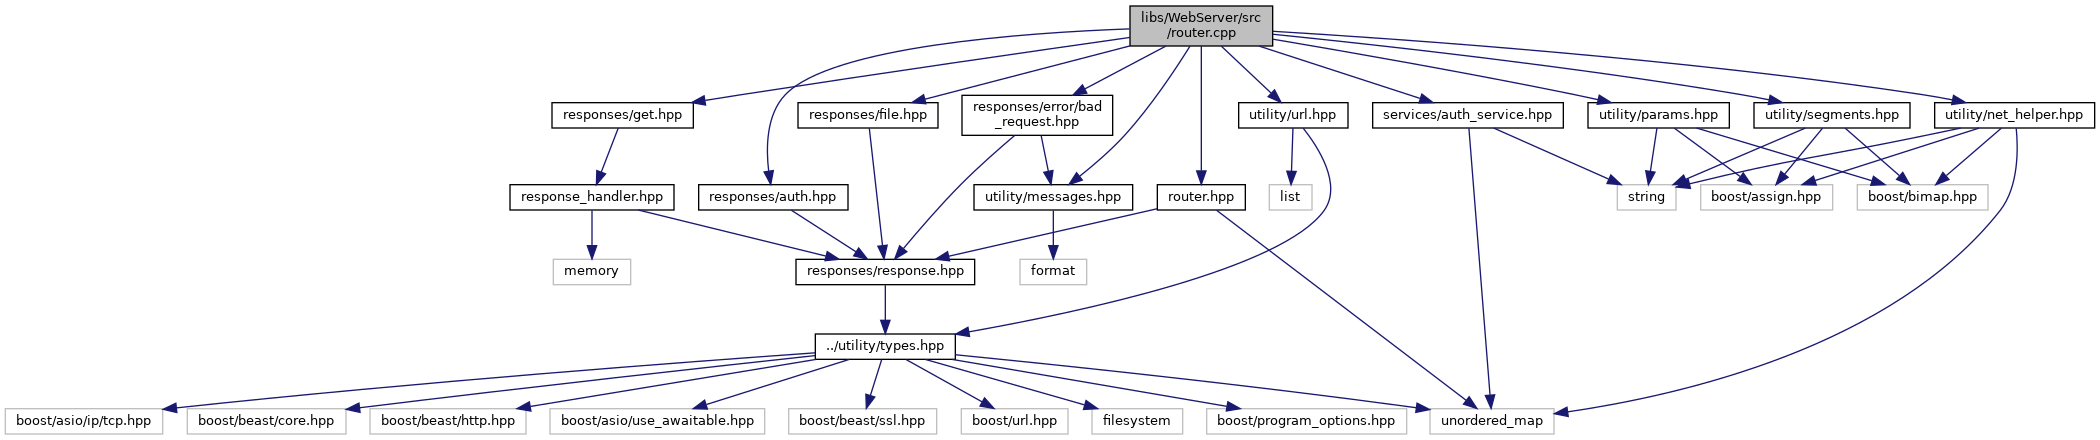 libs/WebServer/src
/router.cpp
responses/get.hpp
responses/file.hpp
responses/error/bad
_request.hpp
utility/url.hpp
services/auth_service.hpp
utility/params.hpp
utility/segments.hpp
utility/net_helper.hpp
response_handler.hpp
responses/auth.hpp
utility/messages.hpp
router.hpp
list
string
boost/assign.hpp
boost/bimap.hpp
memory
responses/response.hpp
format
../utility/types.hpp
boost/asio/ip/tcp.hpp
boost/beast/core.hpp
boost/beast/http.hpp
boost/asio/use_awaitable.hpp
boost/beast/ssl.hpp
boost/url.hpp
filesystem
boost/program_options.hpp
unordered_map